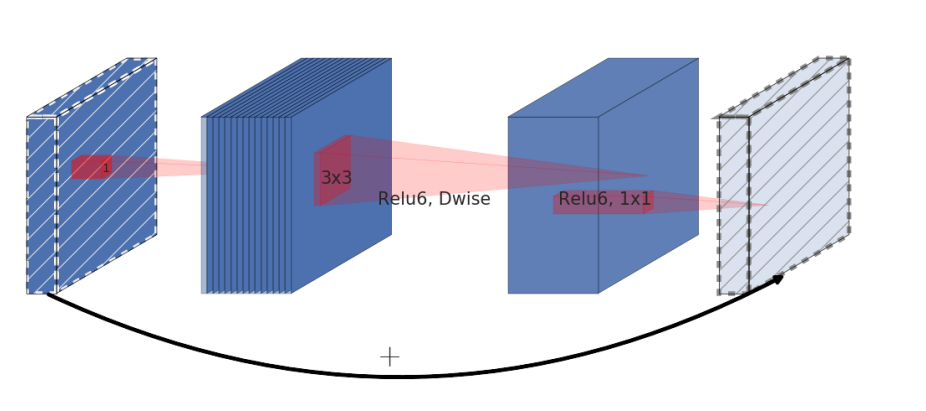 1
3x3
Relu6, Dwise
Relu6, 1x1
+